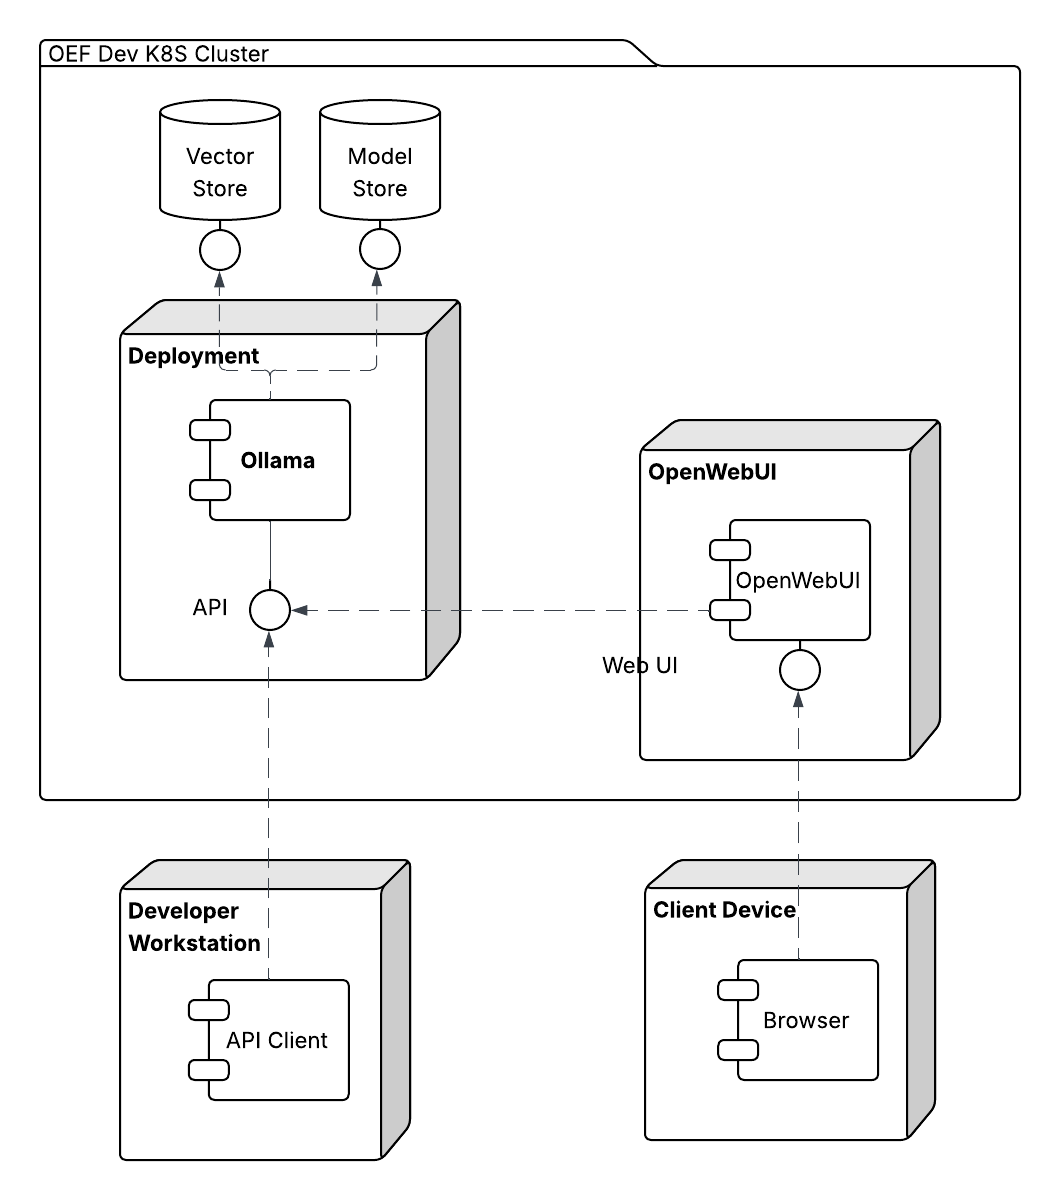 OEF Dev K8S Cluster
Vector
Store
Model
Store
Deployment
Ollama
API
OpenWebUI
OpenWebUI
Web UI
Developer
Workstation
API Client
Client Device
Browser